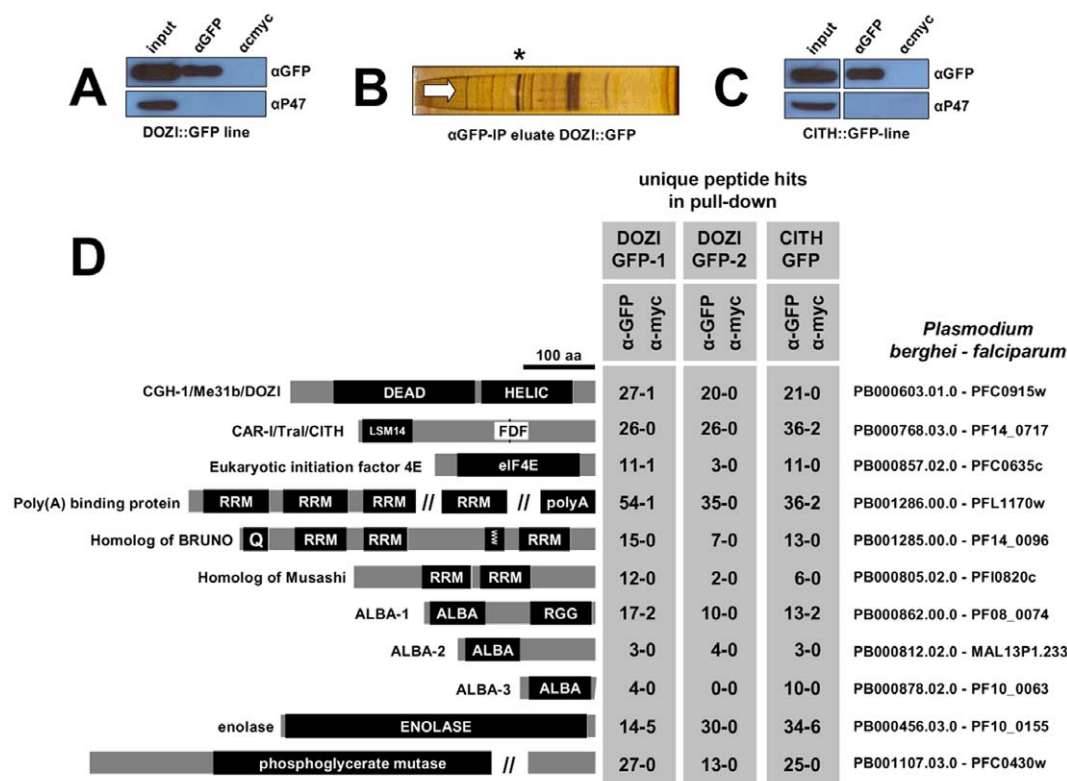 A
input
αGFP
αcmyc
αGFP
αP47
DOZI::GFP line
B
*
αGFP-IP eluate DOZI::GFP
C
input
αGFP
αcmyc
αGFP
αP47
CITH::GFP-line
D
unique peptide hits
in pull-down
DOZI
GFP-1
DOZI
GFP-2
CITH
GFP
α-GFP
α-myc
α-GFP
α-myc
α-GFP
α-myc
Plasmodium
berghei - falciparum
100 aa
CGH-1/Me31b/DOZI DEAD HELIC 27-1 20-0 21-0 PB000603.01.0 - PFC0915w
CAR-I/Tral/CITH LSM14 FDF 26-0 26-0 36-2 PB000768.03.0 - PF14_0717
Eukaryotic initiation factor 4E eIF4E 11-1 3-0 11-0 PB000857.02.0 - PFC0635c
Poly(A) binding protein RRM RRM RRM // RRM // polyA 54-1 35-0 36-2 PB001286.00.0 - PFL1170w
Homolog of BRUNO Q RRM RRM RRM 15-0 7-0 13-0 PB001285.00.0 - PF14_0096
Homolog of Musashi RRM RRM 12-0 2-0 6-0 PB000805.02.0 - PFI0820c
ALBA-1 ALBA RGG 17-2 10-0 13-2 PB000862.00.0 - PF08_0074
ALBA-2 ALBA 3-0 4-0 3-0 PB000812.02.0 - MAL13P1.233
ALBA-3 ALBA 4-0 0-0 10-0 PB000878.02.0 - PF10_0063
enolase ENOLASE 14-5 30-0 34-6 PB000456.03.0 - PF10_0155
phosphoglycerate mutase // 27-0 13-0 25-0 PB001107.03.0 - PFC0430w